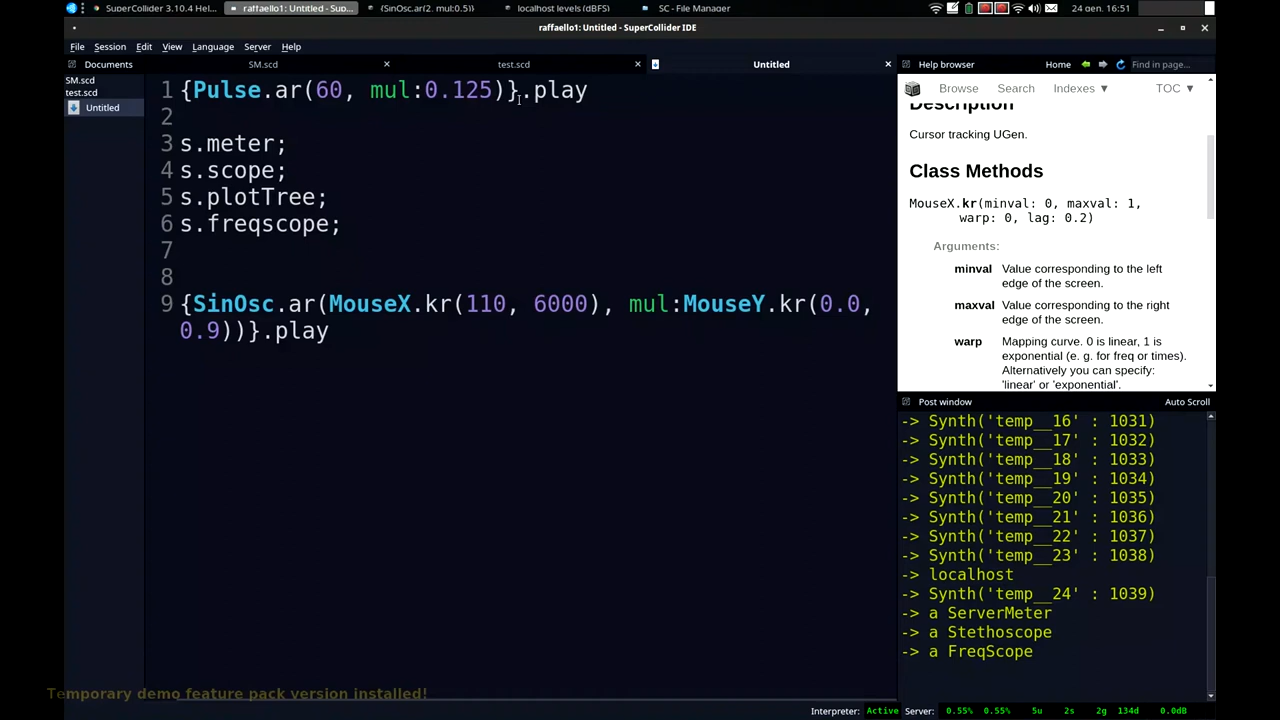 SuperCollider 3.10.4 Hel...
raffaello1: Untitled - Sup...
{SinOsc.ar(2, mul:0.5)}
localhost levels (dBFS)
SC - File Manager
24 gen, 16:51
raffaello1: Untitled - SuperCollider IDE
File Session Edit View Language Server Help
Documents
SM.scd
test.scd
Untitled
Help browser
Home
Find in page...
SM.scd
test.scd
Untitled
1 {Pulse.ar(60, mul:0.125)}.play
2
3 s.meter;
4 s.scope;
5 s.plotTree;
6 s.freqscope;
7
8
9 {SinOsc.ar(MouseX.kr(110, 6000), mul:MouseY.kr(0.0,
0.9))}.play
Browse Search Indexes ▼ TOC ▼
Description
Cursor tracking UGen.
Class Methods
MouseX.kr(minval: 0, maxval: 1,
warp: 0, lag: 0.2)
Arguments:
minval Value corresponding to the left
edge of the screen.
maxval Value corresponding to the right
edge of the screen.
warp Mapping curve. 0 is linear, 1 is
exponential (e. g. for freq or times).
Alternatively you can specify:
'linear' or 'exponential'.
Post window
Auto Scroll
-> Synth('temp__16' : 1031)
-> Synth('temp__17' : 1032)
-> Synth('temp__18' : 1033)
-> Synth('temp__19' : 1034)
-> Synth('temp__20' : 1035)
-> Synth('temp__21' : 1036)
-> Synth('temp__22' : 1037)
-> Synth('temp__23' : 1038)
-> localhost
-> Synth('temp__24' : 1039)
-> a ServerMeter
-> a Stethoscope
-> a FreqScope
Temporary demo feature pack version installed!
Interpreter: Active Server: 0.55% 0.55% 5u 2s 2g 134d 0.0dB